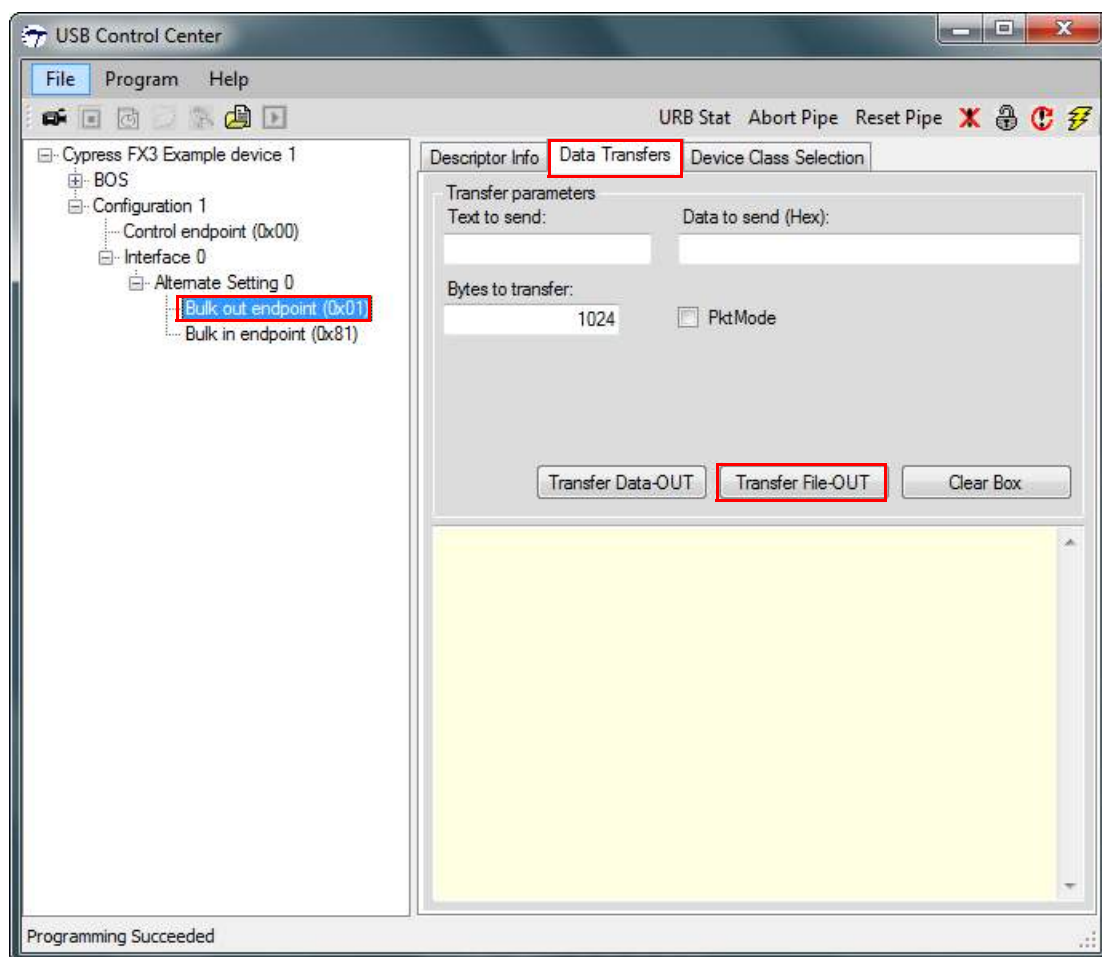 USB Control Center
File Program Help
URB Stat Abort Pipe Reset Pipe
Cypress FX3 Example device 1
BOS
Configuration 1
Control endpoint (0x00)
Interface 0
Alternate Setting 0
Bulk out endpoint (0x01)
Bulk in endpoint (0x81)
Descriptor Info Data Transfers Device Class Selection
Transfer parameters
Text to send: Data to send (Hex):
Bytes to transfer:
1024 PktMode
Transfer Data-OUT Transfer File-OUT Clear Box
Programming Succeeded